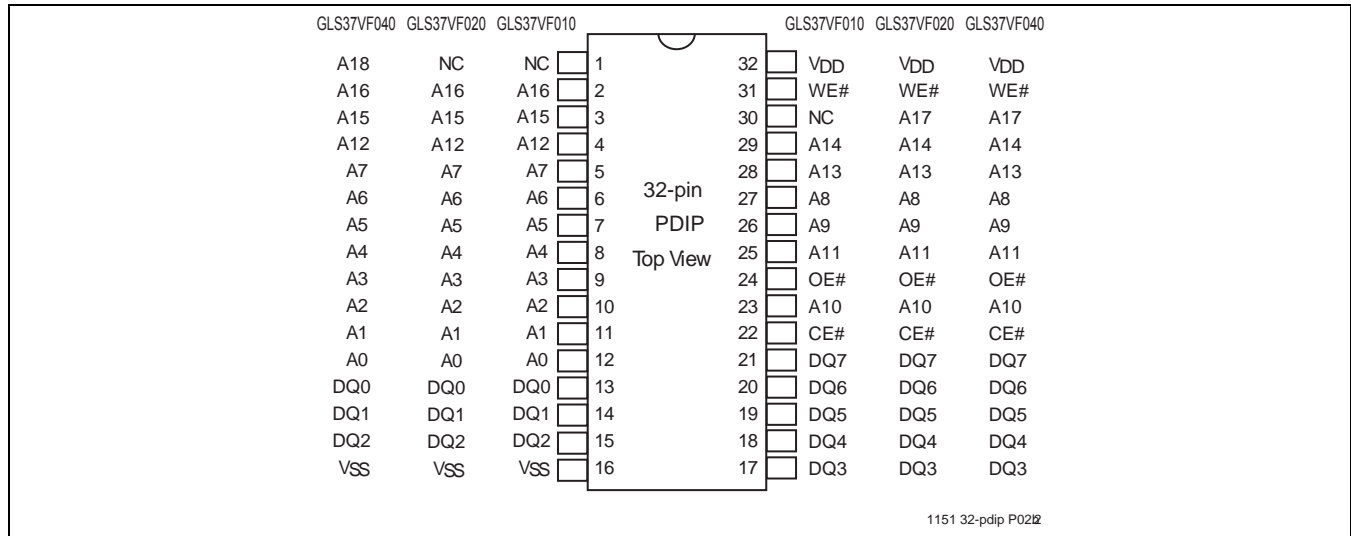 GLS37VF040 GLS37VF020 GLS37VF010 GLS37VF010 GLS37VF020 GLS37VF040
A18 NC NC 1 32 VDD VDD VDD
A16 A16 A16 2 31 WE# WE# WE#
A15 A15 A15 3 30 NC A17 A17
A12 A12 A12 4 29 A14 A14 A14
A7 A7 A7 5 28 A13 A13 A13
A6 A6 A6 6 32-pin 27 A8 A8 A8
A5 A5 A5 7 PDIP 26 A9 A9 A9
A4 A4 A4 8 Top View 25 A11 A11 A11
A3 A3 A3 9 24 OE# OE# OE#
A2 A2 A2 10 23 A10 A10 A10
A1 A1 A1 11 22 CE# CE# CE#
A0 A0 A0 12 21 DQ7 DQ7 DQ7
DQ0 DQ0 DQ0 13 20 DQ6 DQ6 DQ6
DQ1 DQ1 DQ1 14 19 DQ5 DQ5 DQ5
DQ2 DQ2 DQ2 15 18 DQ4 DQ4 DQ4
VSS VSS VSS 16 17 DQ3 DQ3 DQ3
1151 32-pdip